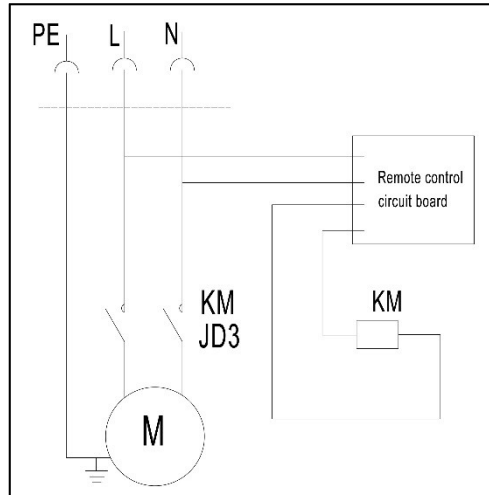 PE L N
Remote control
circuit board
KM
JD3
KM
M